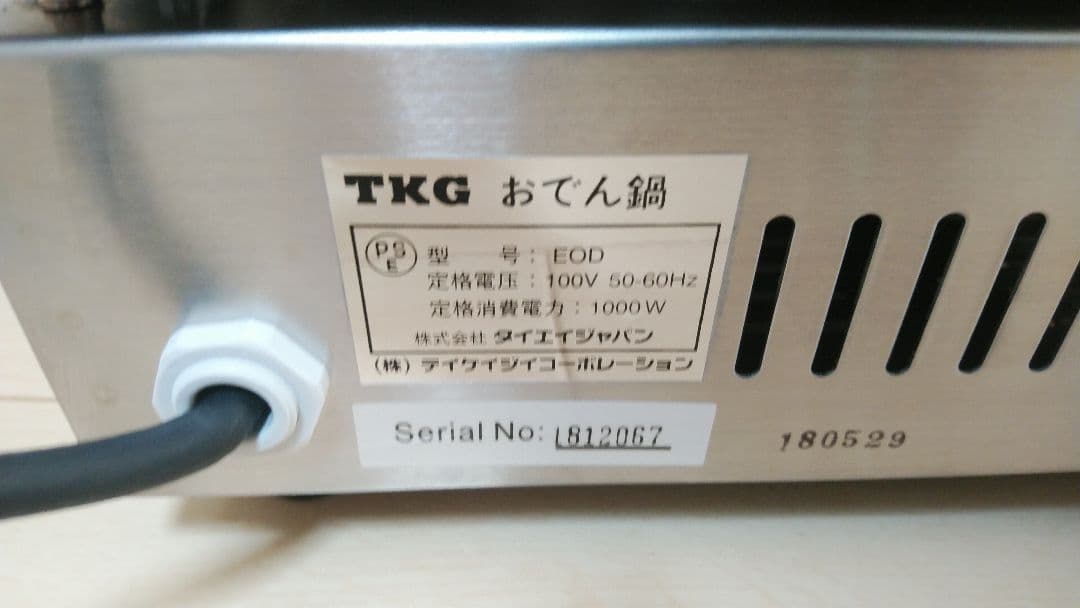 TKG おでん鍋
PSE
型 号: EOD
定格電圧: 100V 50-60Hz
定格消費電力: 1000W
株式会社 タイエイジャパン
(株) テイケイジイコーポレーション
Serial No: 1812067
180529